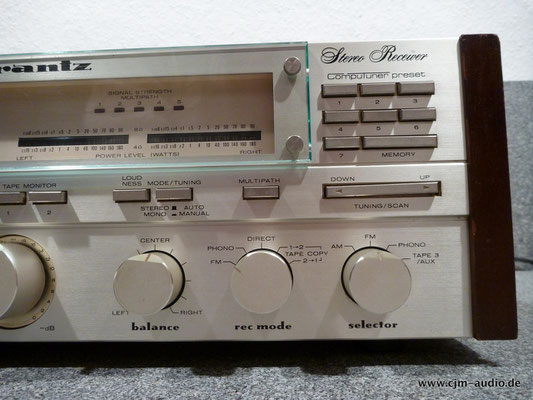 rantz
Stereo Receiver
Computuner preset
SIGNAL STRENGTH
MULTIPATH
1 2 3 4 5
1 2 3
4 5 6
7 MEMORY
8Ω
4Ω
LEFT POWER LEVEL (WATTS) RIGHT
TAPE MONITOR
1 2
LOUD
NESS MODE/TUNING
STEREO AUTO
MONO MANUAL
MULTIPATH
DOWN UP
TUNING/SCAN
-dB
CENTER
LEFT RIGHT
balance
DIRECT
PHONO 1→2
TAPE COPY
FM 2→1
rec mode
FM
AM PHONO
TAPE 3
/AUX
selector
www.cjm-audio.de